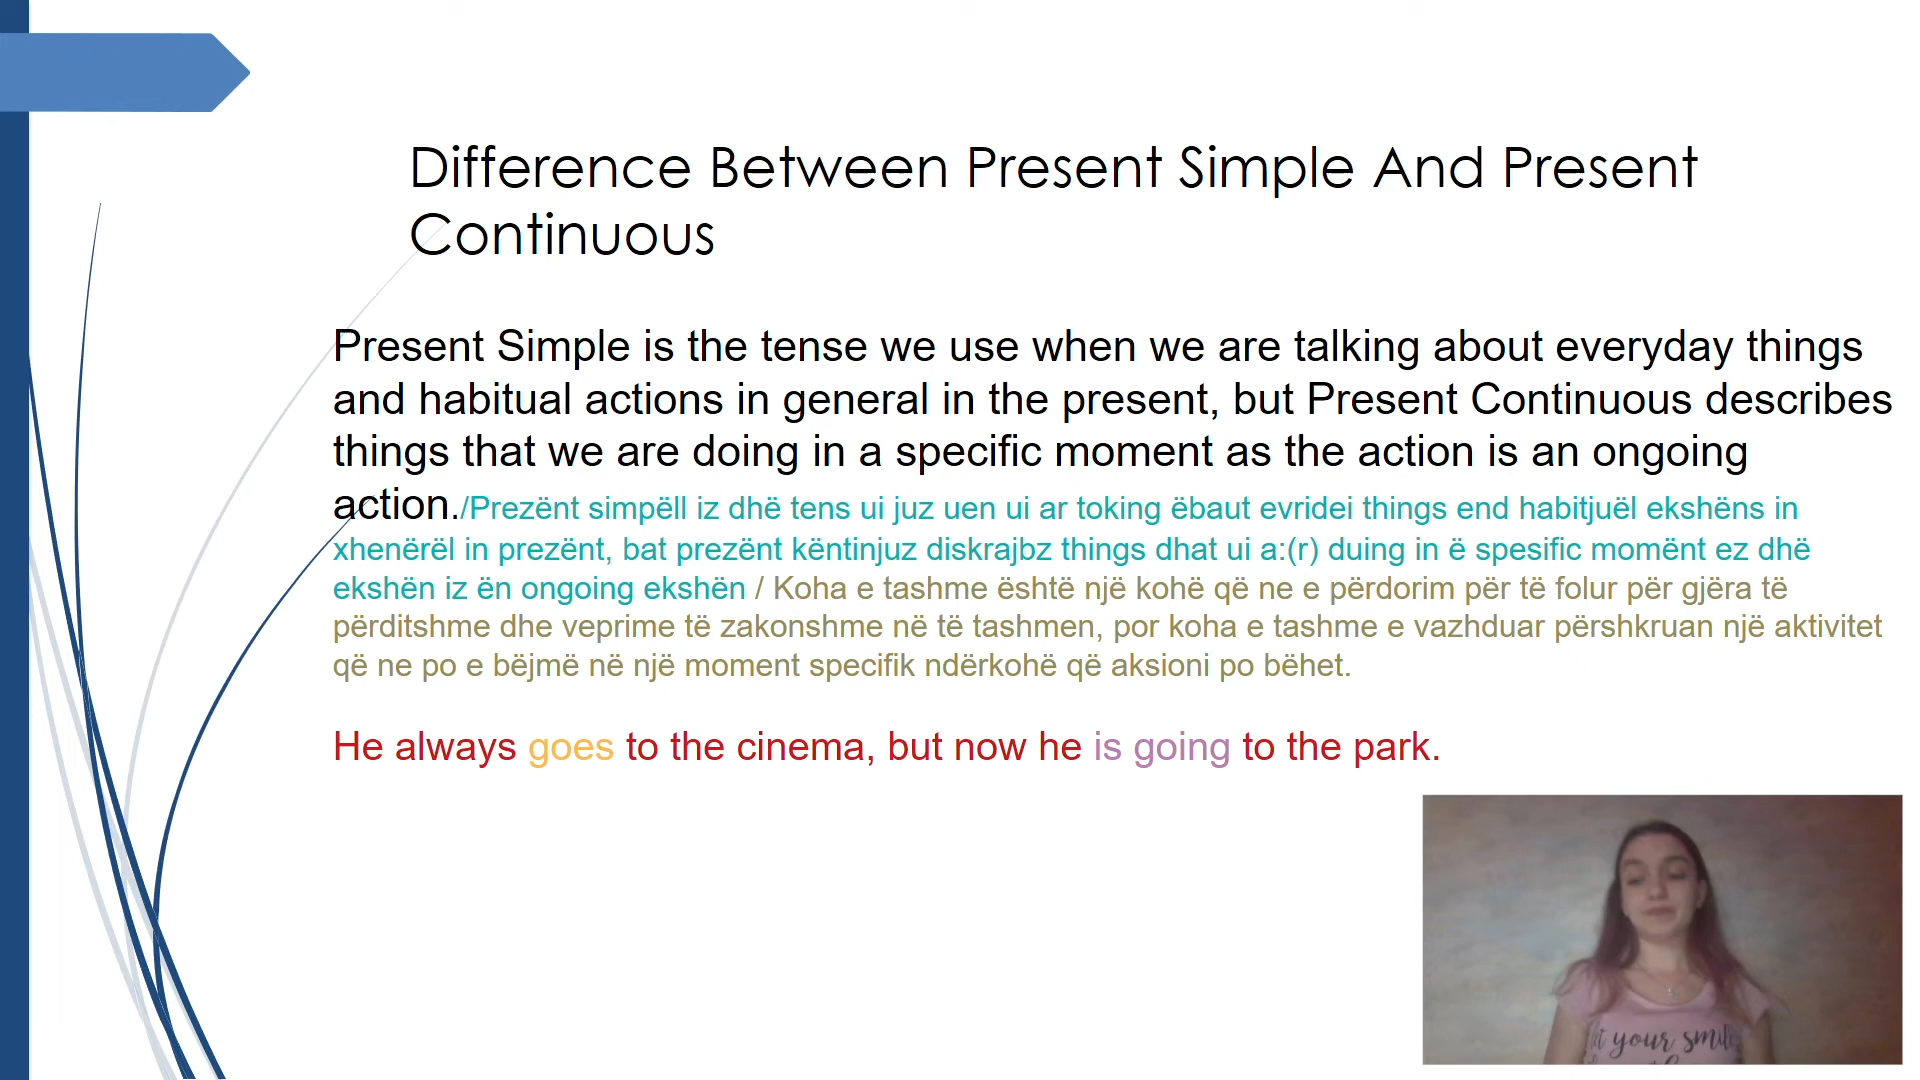 Difference Between Present Simple And Present
Continuous
Present Simple is the tense we use when we are talking about everyday things
and habitual actions in general in the present, but Present Continuous describes
things that we are doing in a specific moment as the action is an ongoing
action./Prezënt simpëll iz dhë tens ui juz uen ui ar toking ëbaut evridei things end habitjuël ekshëns in
xhenërël in prezënt, bat prezënt këntinjuz diskrajbz things dhat ui a:(r) duing in ë spesific momënt ez dhë
ekshën iz ën ongoing ekshën / Koha e tashme është një kohë që ne e përdorim për të folur për gjëra të
përditshme dhe veprime të zakonshme në të tashmen, por koha e tashme e vazhduar përshkruan një aktivitet
që ne po e bëjmë në një moment specifik ndërkohë që aksioni po bëhet.
He always goes to the cinema, but now he is going to the park.
your smile